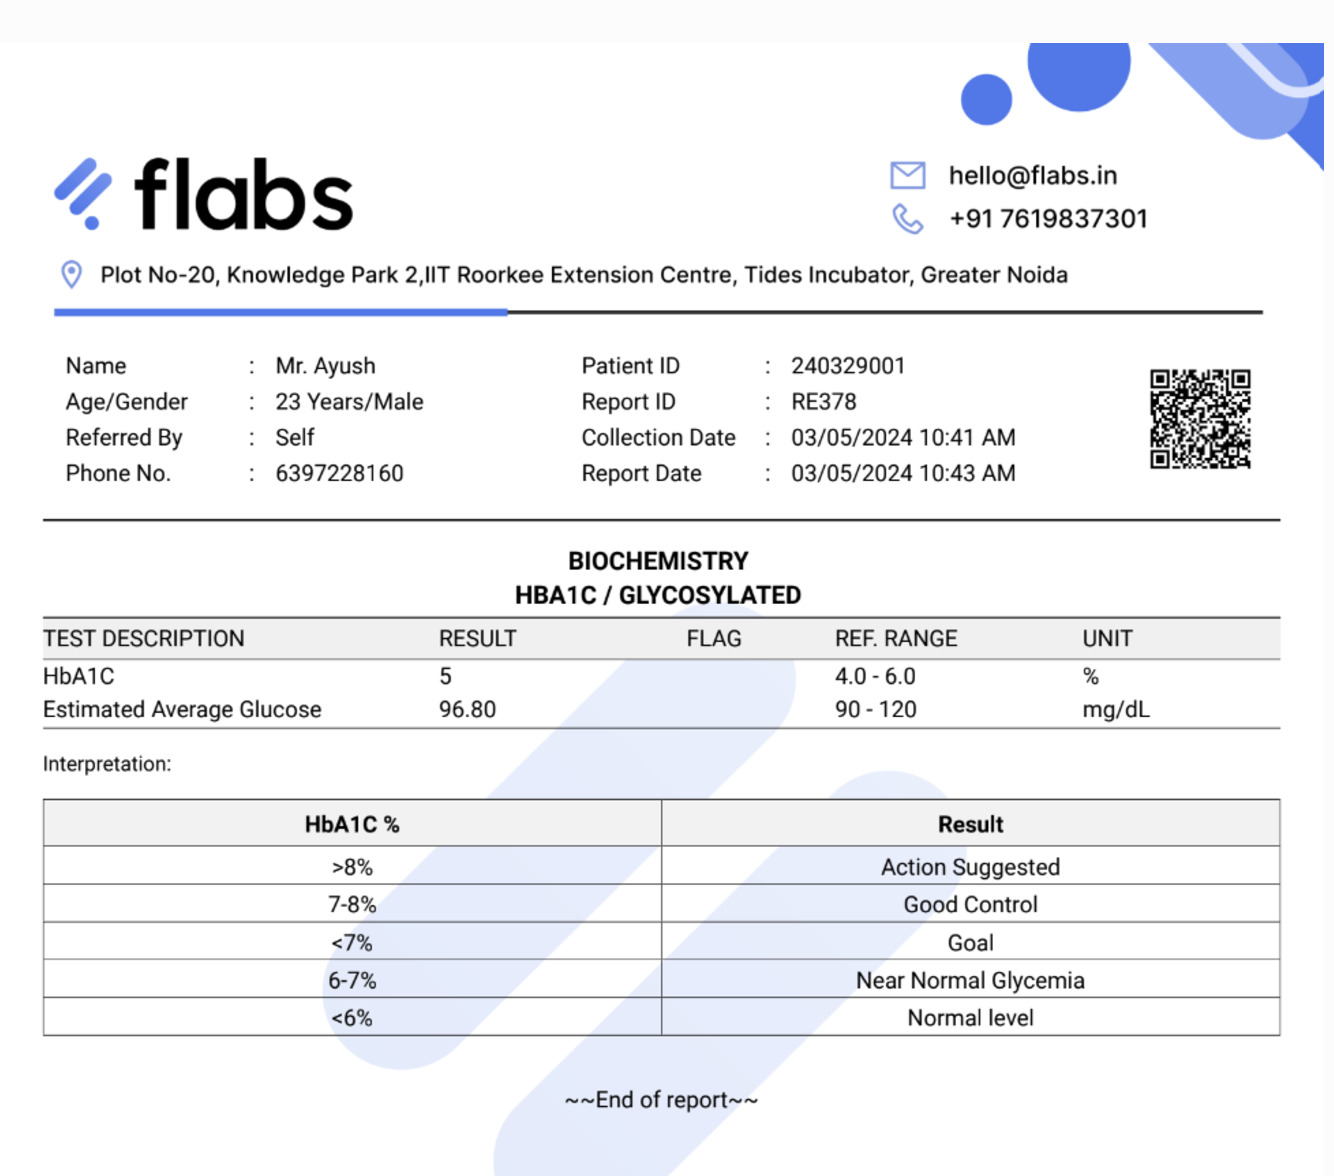 flabs
hello@flabs.in
+91 7619837301
Plot No-20, Knowledge Park 2,IIT Roorkee Extension Centre, Tides Incubator, Greater Noida
Name : Mr. Ayush Patient ID : 240329001
Age/Gender : 23 Years/Male Report ID : RE378
Referred By : Self Collection Date : 03/05/2024 10:41 AM
Phone No. : 6397228160 Report Date : 03/05/2024 10:43 AM
BIOCHEMISTRY
HBA1C / GLYCOSYLATED
TEST DESCRIPTION RESULT FLAG REF. RANGE UNIT
HbA1C 5 4.0 - 6.0 %
Estimated Average Glucose 96.80 90 - 120 mg/dL
Interpretation:
HbA1C % Result
>8% Action Suggested
7-8% Good Control
<7% Goal
6-7% Near Normal Glycemia
<6% Normal level
~~End of report~~